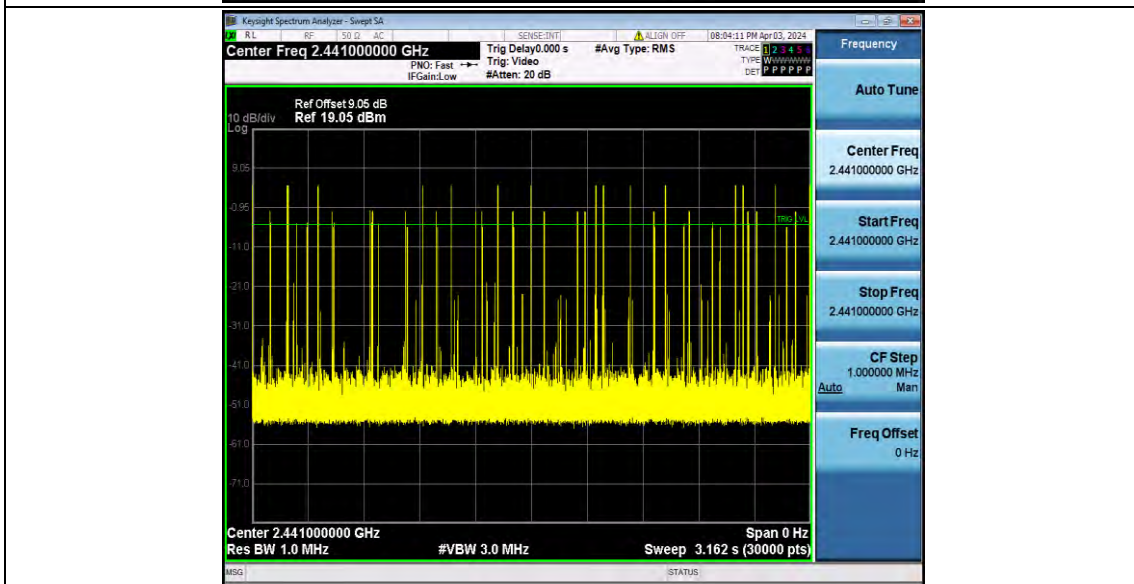 Keysight Spectrum Analyzer - Swept SA
RL RF 50 Ω AC SENSE:INT ALIGN OFF 08:04:11 PM Apr 03, 2024
Center Freq 2.441000000 GHz
Trig Delay0.000 s #Avg Type: RMS TRACE 1 2 3 4 5 6
PNO: Fast Trig: Video TYPE WWWWWW
IFGain:Low #Atten: 20 dB DET P P P P P P
Frequency
Auto Tune
Ref Offset 9.05 dB
10 dB/div Ref 19.05 dBm
Log
Center Freq
2.441000000 GHz
9.05
-0.95
TRIG LVL
Start Freq
2.441000000 GHz
-11.0
-21.0
Stop Freq
2.441000000 GHz
-31.0
-41.0
CF Step
1.000000 MHz
Auto Man
-51.0
Freq Offset
0 Hz
-61.0
-71.0
Center 2.441000000 GHz Span 0 Hz
Res BW 1.0 MHz #VBW 3.0 MHz Sweep 3.162 s (30000 pts)
MSG STATUS